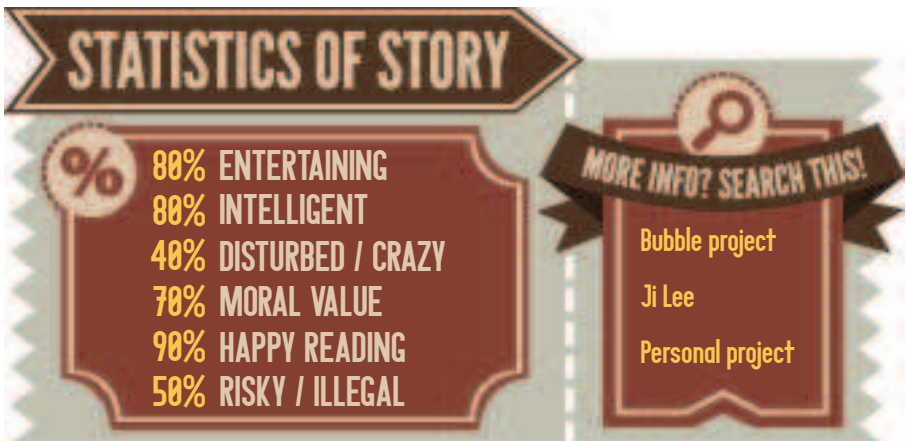 STATISTICS OF STORY
%
80% ENTERTAINING
80% INTELLIGENT
40% DISTURBED / CRAZY
70% MORAL VALUE
90% HAPPY READING
50% RISKY / ILLEGAL
MORE INFO? SEARCH THIS!
Bubble project
Ji Lee
Personal project